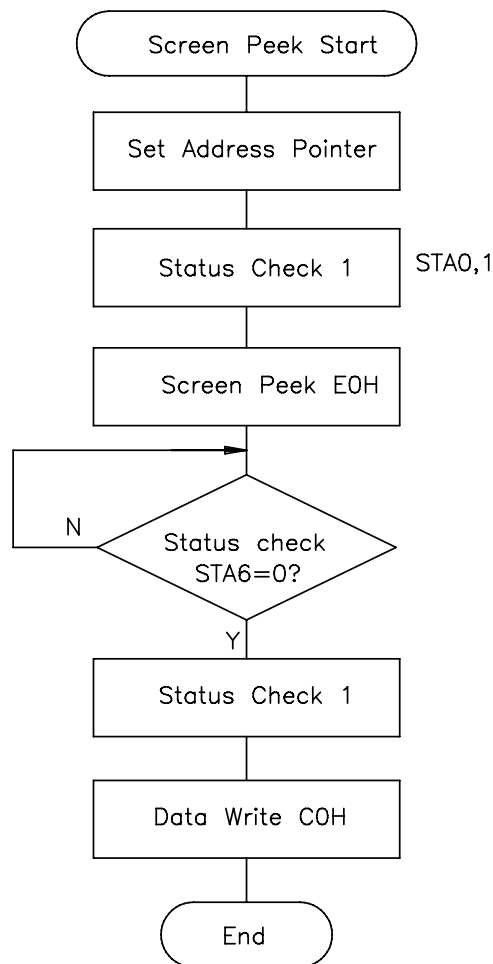 Screen Peek Start
Set Address Pointer
Status Check 1
STA0,1
Screen Peek E0H
N
Status check
STA6=0?
Y
Status Check 1
Data Write C0H
End